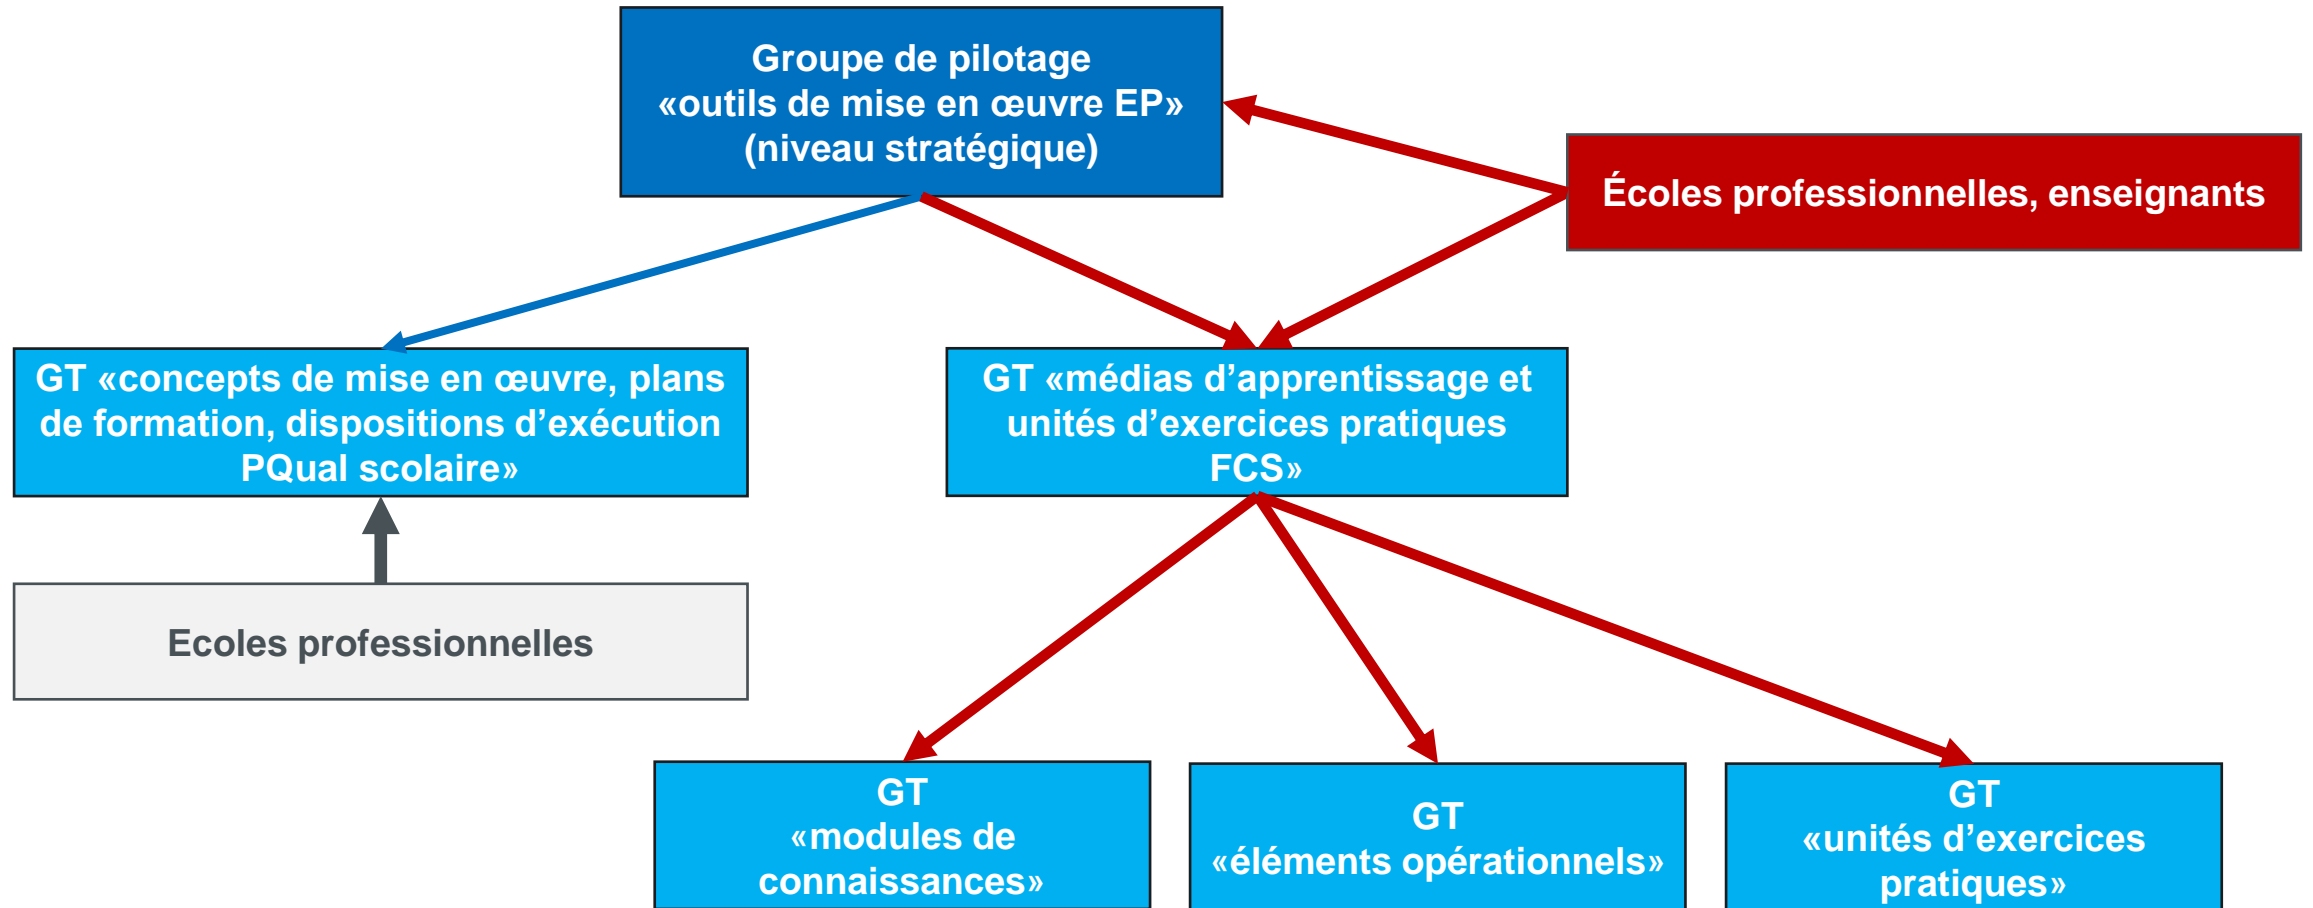 Groupe de pilotage
«outils de mise en œuvre EP»
(niveau stratégique)
Écoles professionnelles, enseignants
GT «concepts de mise en œuvre, plans
de formation, dispositions d’exécution
PQual scolaire»
GT «médias d’apprentissage et
unités d’exercices pratiques
FCS»
Ecoles professionnelles
GT
«modules de
connaissances»
GT
«éléments opérationnels»
GT
«unités d’exercices
pratiques»